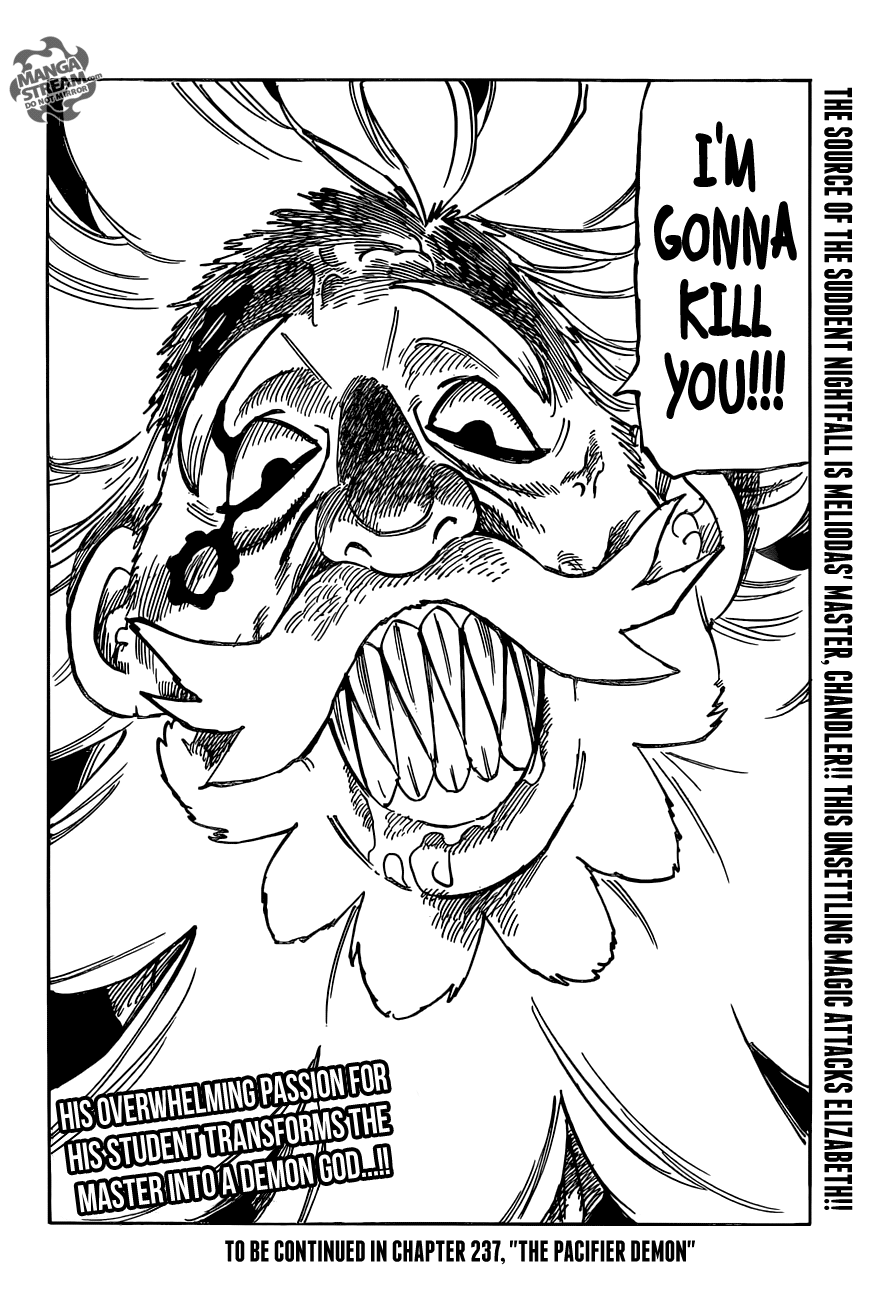 MANGA
STREAM.com
DO NOT MIRROR
I'M
GONNA
KILL
YOU!!!
THE SOURCE OF THE SUDDENT NIGHTFALL IS MELIODAS' MASTER, CHANDLER!! THIS UNSETTLING MAGIC ATTACKS ELIZABETH!!
HIS OVERWHELMING PASSION FOR
HIS STUDENT TRANSFORMS THE
MASTER INTO A DEMON GOD...!!
TO BE CONTINUED IN CHAPTER 237, "THE PACIFIER DEMON"